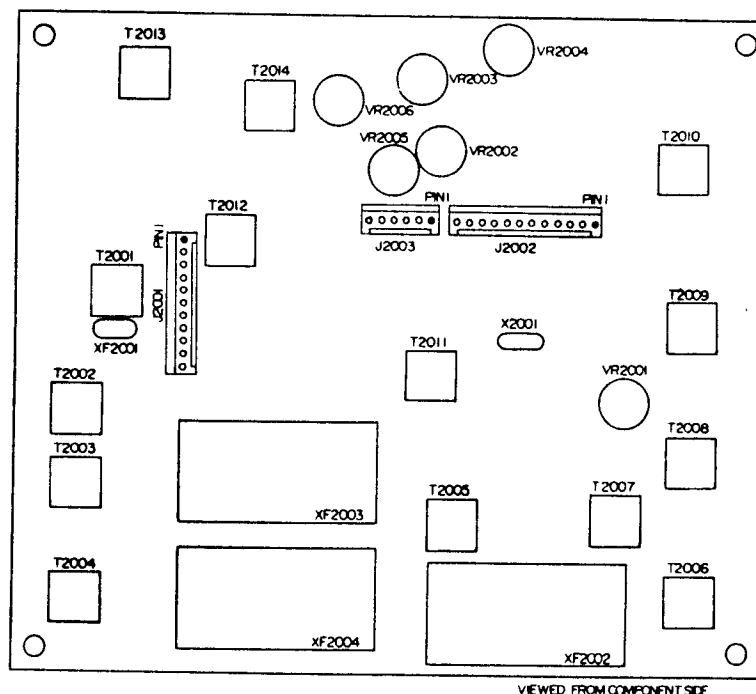 T2013
VR2004
T2014
VR2003
VR2006
VR2005
VR2002
T2010
PIN1
PIN1
T2012
PIN1
J2003
J2002
T2001
J2001
T2009
XF2001
X2001
T2011
T2002
VR2001
T2003
T2008
T2005
T2007
XF2003
T2004
T2006
XF2004
XF2002
VIEWED FROM COMPONENT SIDE